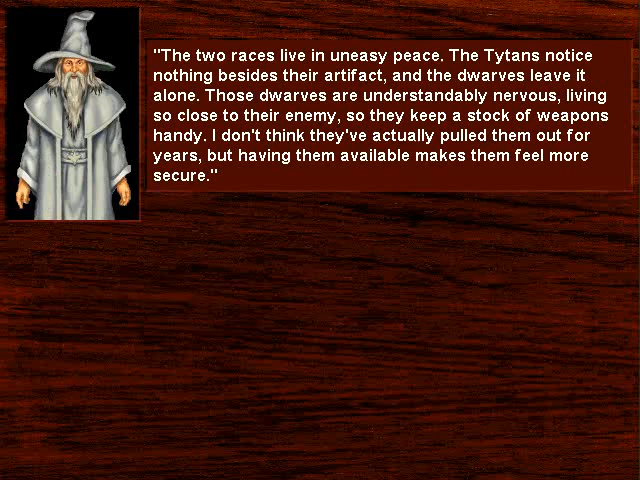 "The two races live in uneasy peace. The Tytans notice
nothing besides their artifact, and the dwarves leave it
alone. Those dwarves are understandably nervous, living
so close to their enemy, so they keep a stock of weapons
handy. I don't think they've actually pulled them out for
years, but having them available makes them feel more
secure."